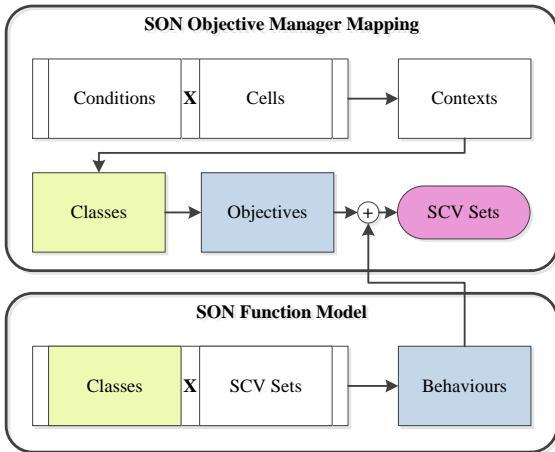 SON Objective Manager Mapping
Conditions X Cells Contexts
Classes Objectives + SCV Sets
SON Function Model
Classes X SCV Sets Behaviours